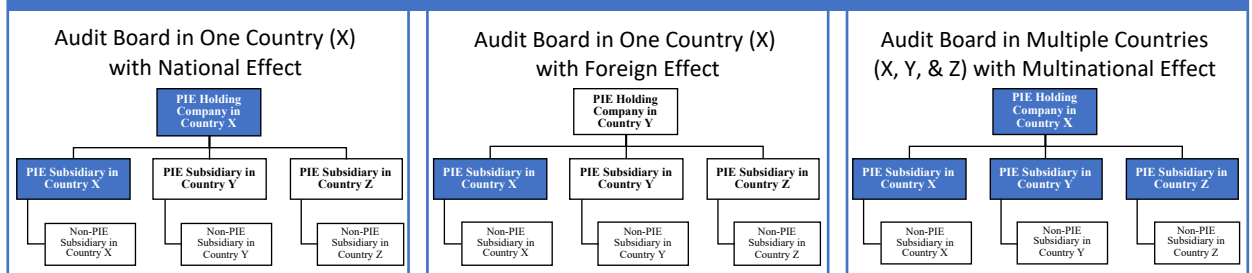 Audit Board in One Country (X)
with National Effect
PIE Holding
Company in
Country X
PIE Subsidiary in
Country X
PIE Subsidiary in
Country Y
PIE Subsidiary in
Country Z
Non-PIE
Subsidiary in
Country X
Non-PIE
Subsidiary in
Country Y
Non-PIE
Subsidiary in
Country Z
Audit Board in One Country (X)
with Foreign Effect
PIE Holding
Company in
Country Y
PIE Subsidiary in
Country X
PIE Subsidiary in
Country Y
PIE Subsidiary in
Country Z
Non-PIE
Subsidiary in
Country X
Non-PIE
Subsidiary in
Country Y
Non-PIE
Subsidiary in
Country Z
Audit Board in Multiple Countries
(X, Y, & Z) with Multinational Effect
PIE Holding
Company in
Country X
PIE Subsidiary in
Country X
PIE Subsidiary in
Country Y
PIE Subsidiary in
Country Z
Non-PIE
Subsidiary in
Country X
Non-PIE
Subsidiary in
Country Y
Non-PIE
Subsidiary in
Country Z